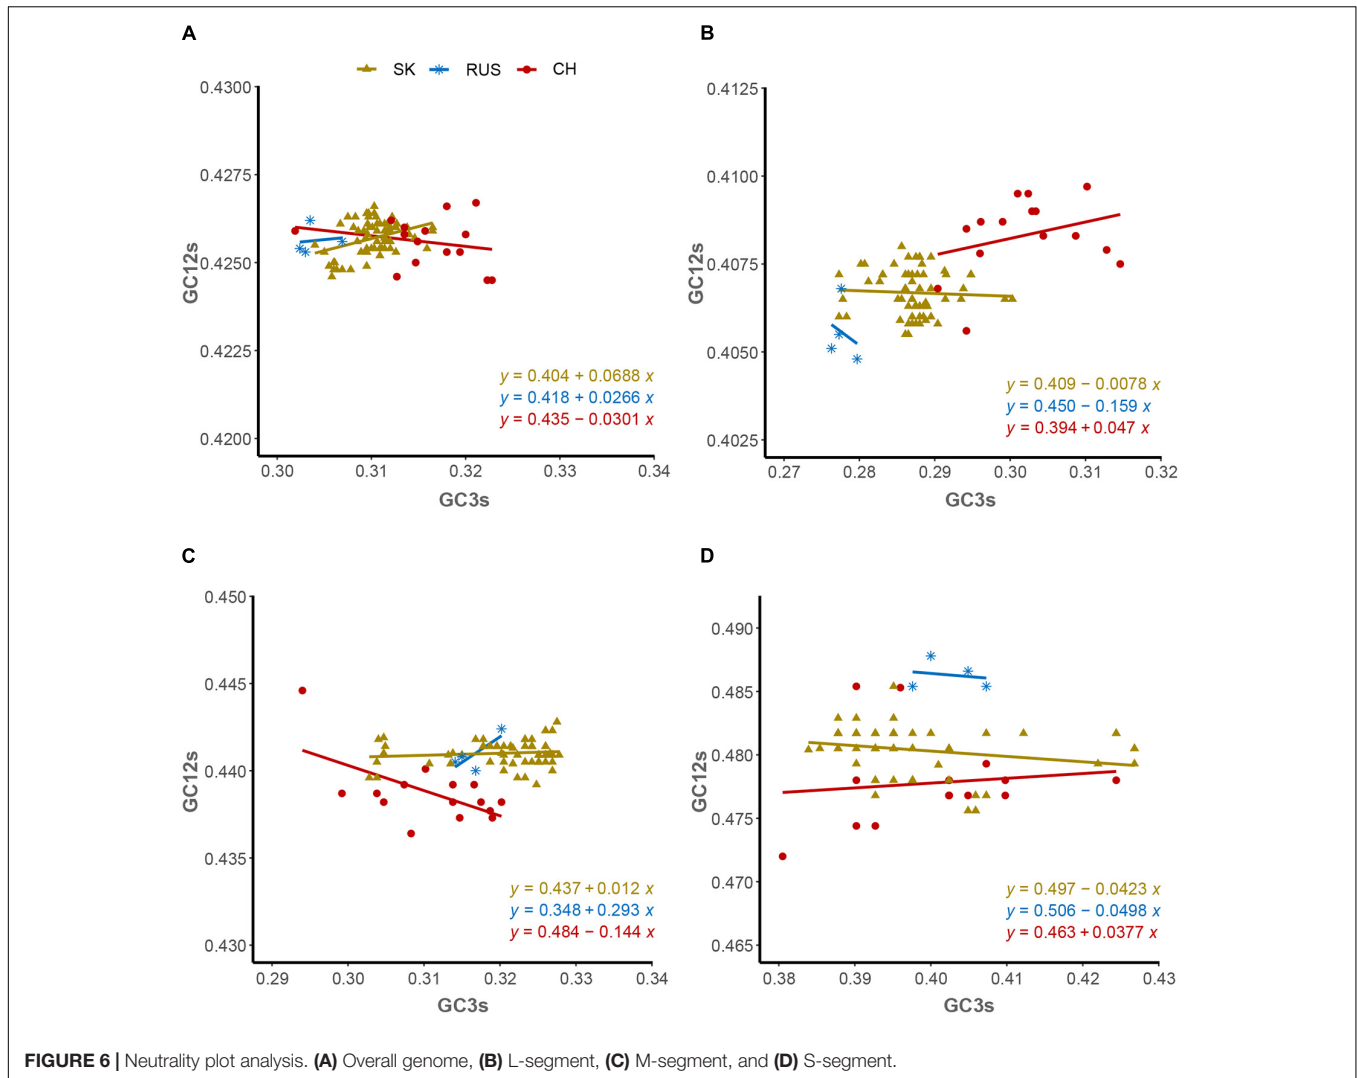 A
SK RUS CH
0.4300
0.4275
0.4250
0.4225
0.4200
GC12s
y = 0.404 + 0.0688 x
y = 0.418 + 0.0266 x
y = 0.435 − 0.0301 x
0.30 0.31 0.32 0.33 0.34
GC3s
B
0.4125
0.4100
0.4075
0.4050
0.4025
GC12s
y = 0.409 − 0.0078 x
y = 0.450 − 0.159 x
y = 0.394 + 0.047 x
0.27 0.28 0.29 0.30 0.31 0.32
GC3s
C
0.450
0.445
0.440
0.435
0.430
GC12s
y = 0.437 + 0.012 x
y = 0.348 + 0.293 x
y = 0.484 − 0.144 x
0.29 0.30 0.31 0.32 0.33 0.34
GC3s
D
0.490
0.485
0.480
0.475
0.470
0.465
GC12s
y = 0.497 − 0.0423 x
y = 0.506 − 0.0498 x
y = 0.463 + 0.0377 x
0.38 0.39 0.40 0.41 0.42 0.43
GC3s
FIGURE 6 | Neutrality plot analysis. (A) Overall genome, (B) L-segment, (C) M-segment, and (D) S-segment.